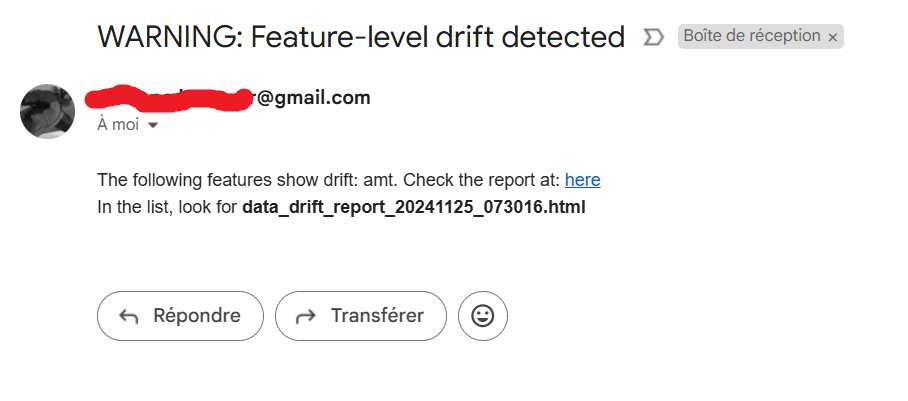 WARNING: Feature-level drift detected Boîte de réception ×
@gmail.com
À moi
The following features show drift: amt. Check the report at: here
In the list, look for data_drift_report_20241125_073016.html
Répondre Transférer